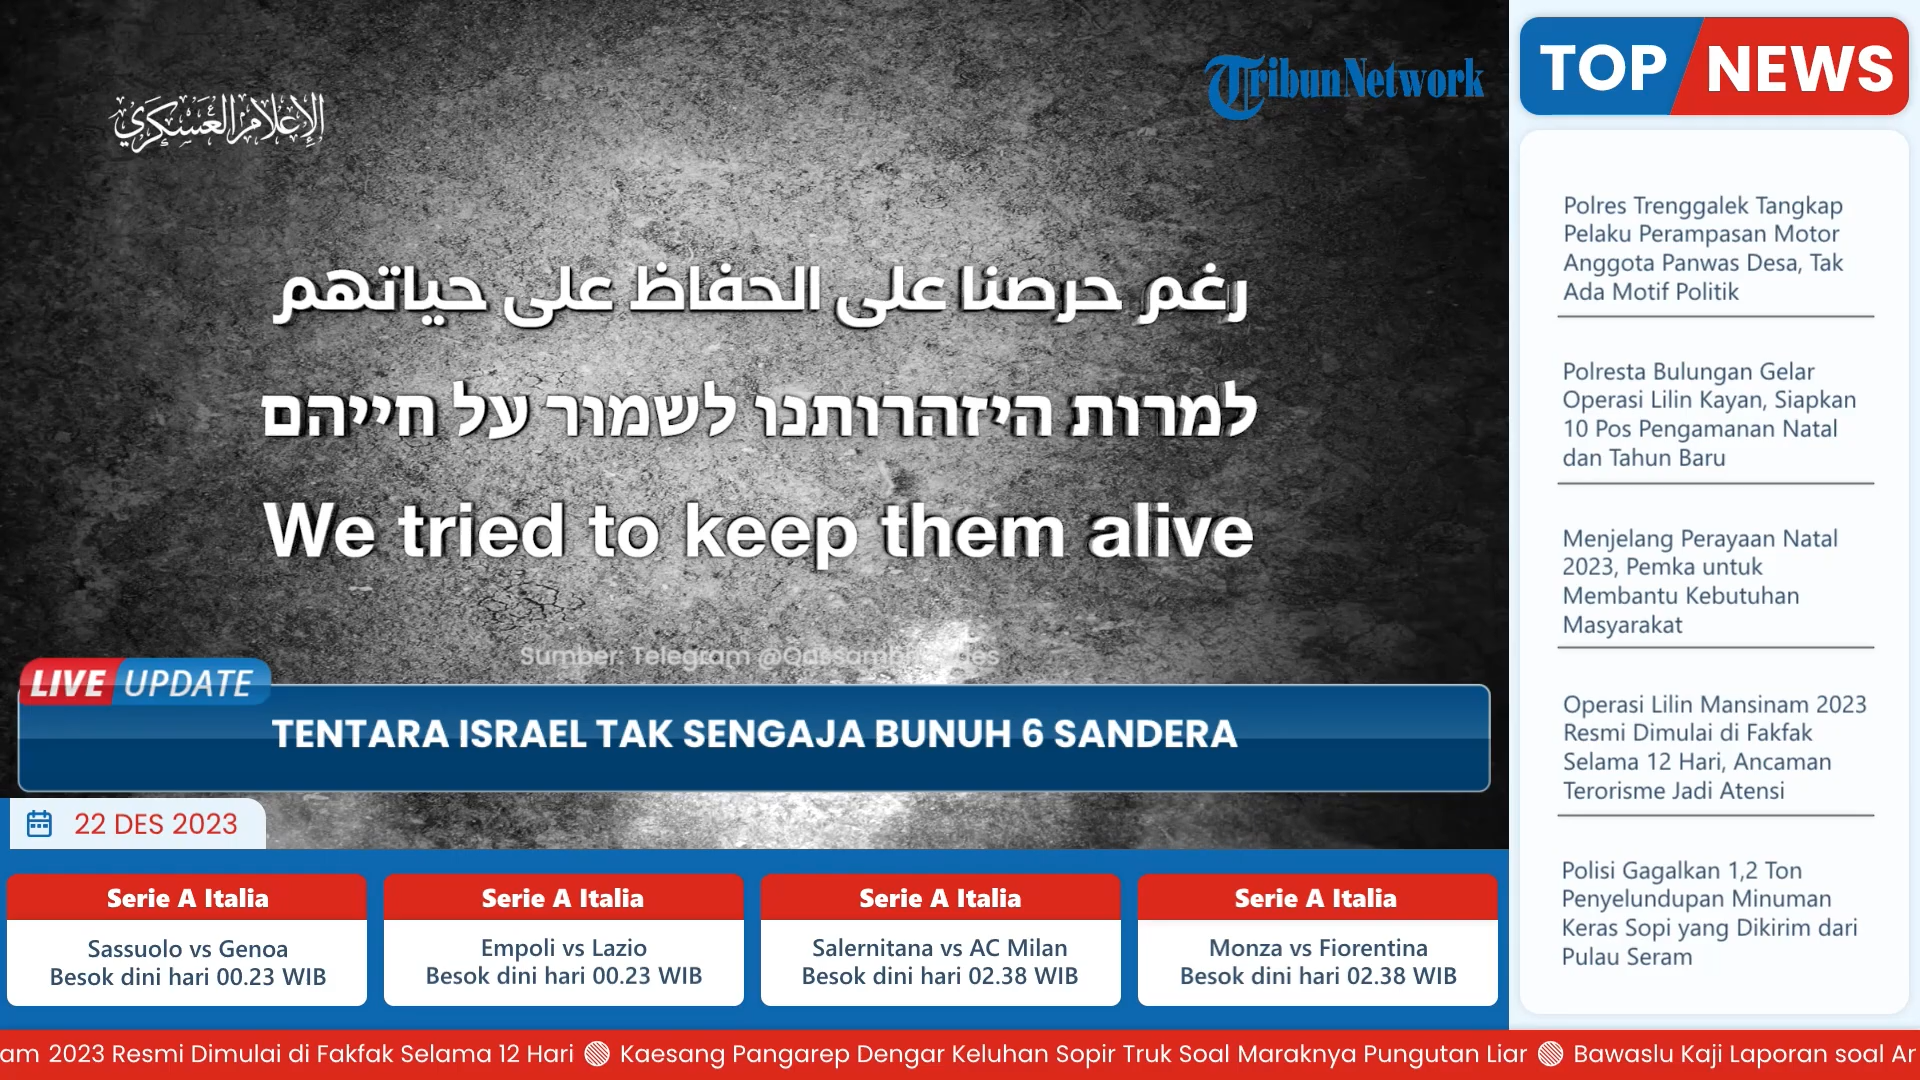 الإعلام العسكري
TribunNetwork
رغم حرصنا على الحفاظ على حياتهم
למרות היזהרותנו לשמור על חייהם
We tried to keep them alive
Sumber: Telegram
LIVE UPDATE
TENTARA ISRAEL TAK SENGAJA BUNUH 6 SANDERA
22 DES 2023
Serie A Italia
Sassuolo vs Genoa
Besok dini hari 00.23 WIB
Serie A Italia
Empoli vs Lazio
Besok dini hari 00.23 WIB
Serie A Italia
Salernitana vs AC Milan
Besok dini hari 02.38 WIB
Serie A Italia
Monza vs Fiorentina
Besok dini hari 02.38 WIB
TOP NEWS
Polres Trenggalek Tangkap
Pelaku Perampasan Motor
Anggota Panwas Desa, Tak
Ada Motif Politik
Polresta Bulungan Gelar
Operasi Lilin Kayan, Siapkan
10 Pos Pengamanan Natal
dan Tahun Baru
Menjelang Perayaan Natal
2023, Pemka untuk
Membantu Kebutuhan
Masyarakat
Operasi Lilin Mansinam 2023
Resmi Dimulai di Fakfak
Selama 12 Hari, Ancaman
Terorisme Jadi Atensi
Polisi Gagalkan 1,2 Ton
Penyelundupan Minuman
Keras Sopi yang Dikirim dari
Pulau Seram
am 2023 Resmi Dimulai di Fakfak Selama 12 Hari Kaesang Pangarep Dengar Keluhan Sopir Truk Soal Maraknya Pungutan Liar Bawaslu Kaji Laporan soal Ar